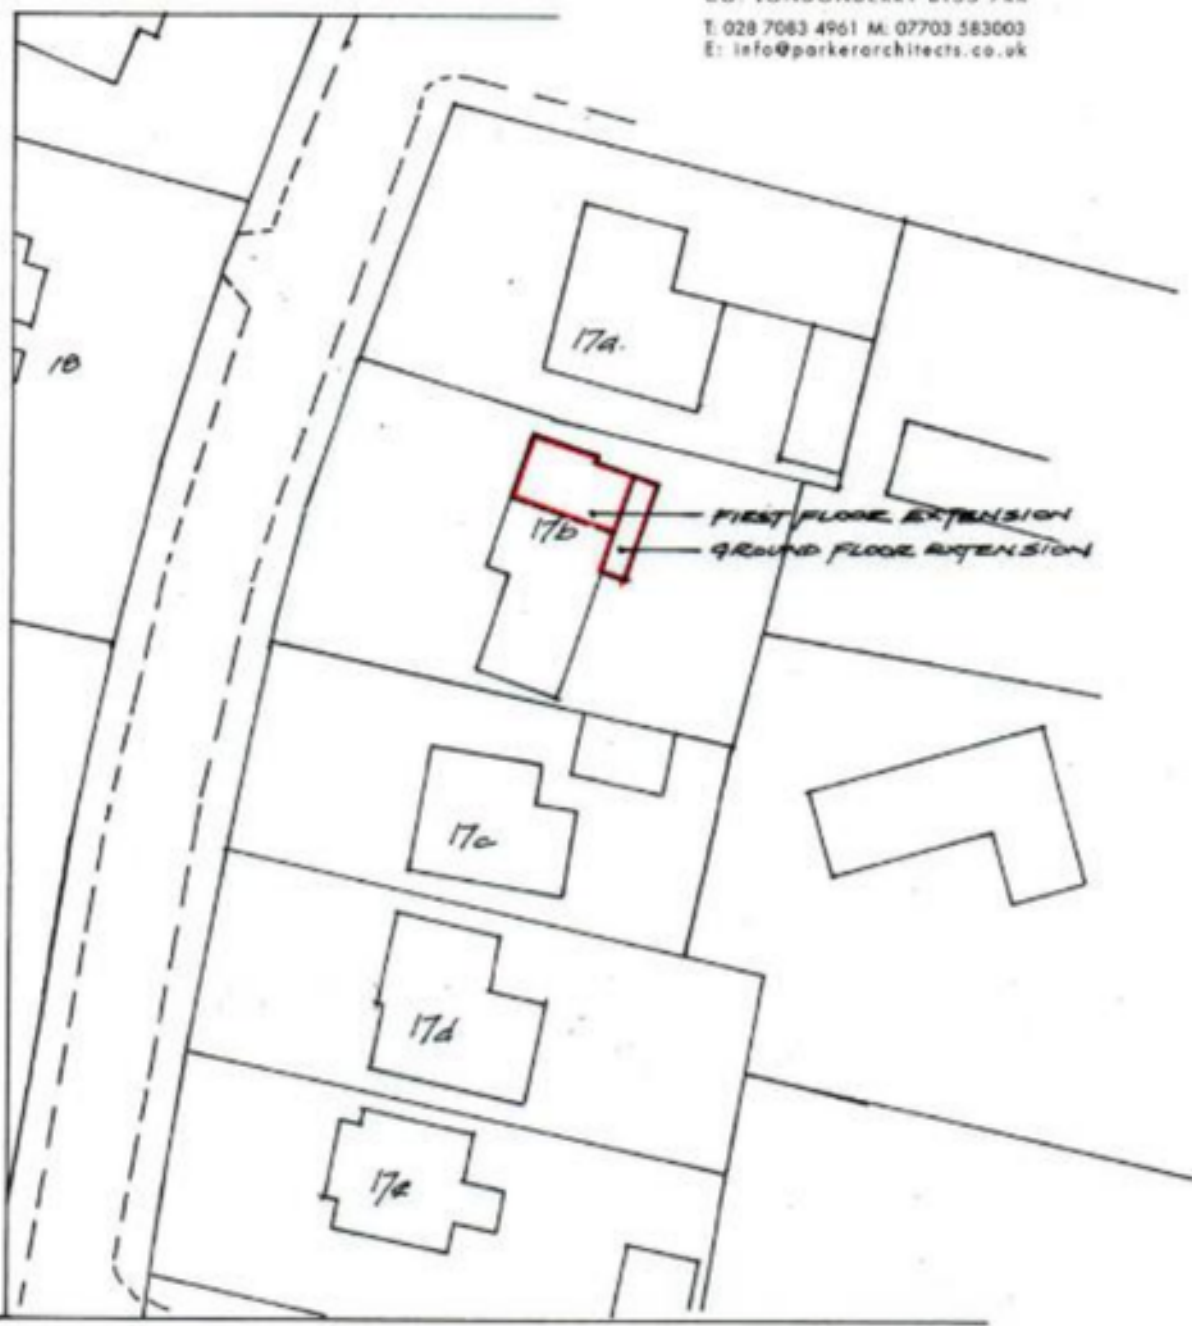 T: 028 7083 4961 M: 07703 583003
E: info@parkerarchitects.co.uk
17a.
18
FIRST FLOOR EXTENSION
17b
GROUND FLOOR EXTENSION
17c
17d
17e